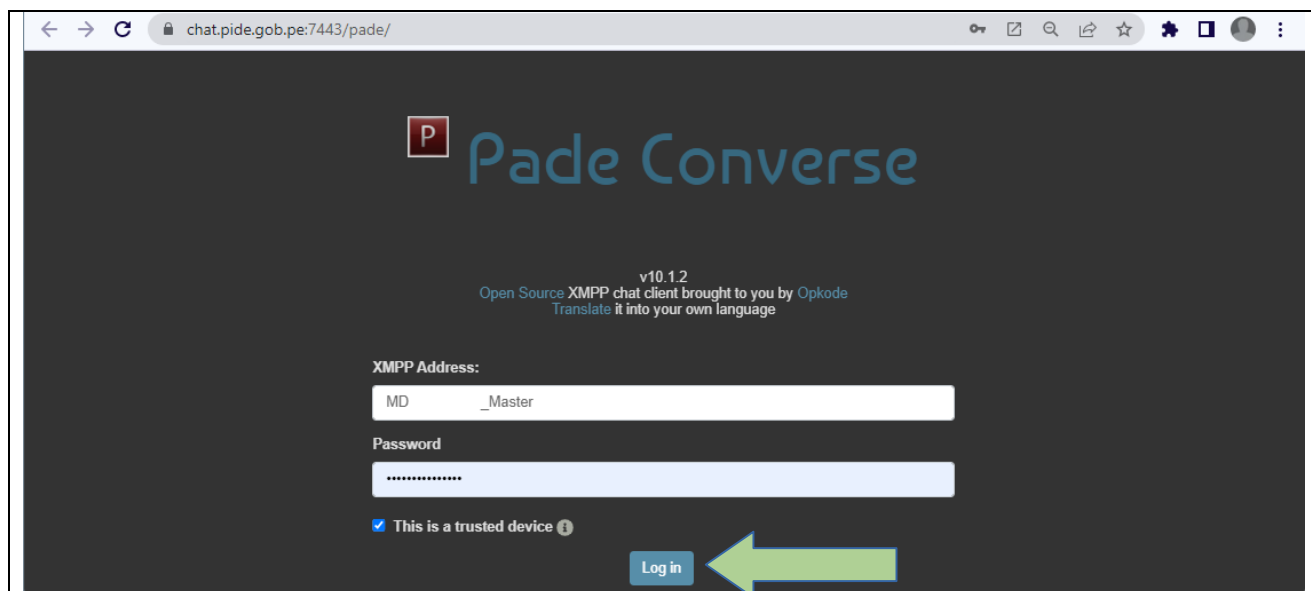 chat.pide.gob.pe:7443/pade/
P
Pade Converse
v10.1.2
Open Source XMPP chat client brought to you by Opkode
Translate it into your own language
XMPP Address:
MD _Master
Password
•••••••••••••••
This is a trusted device
Log in